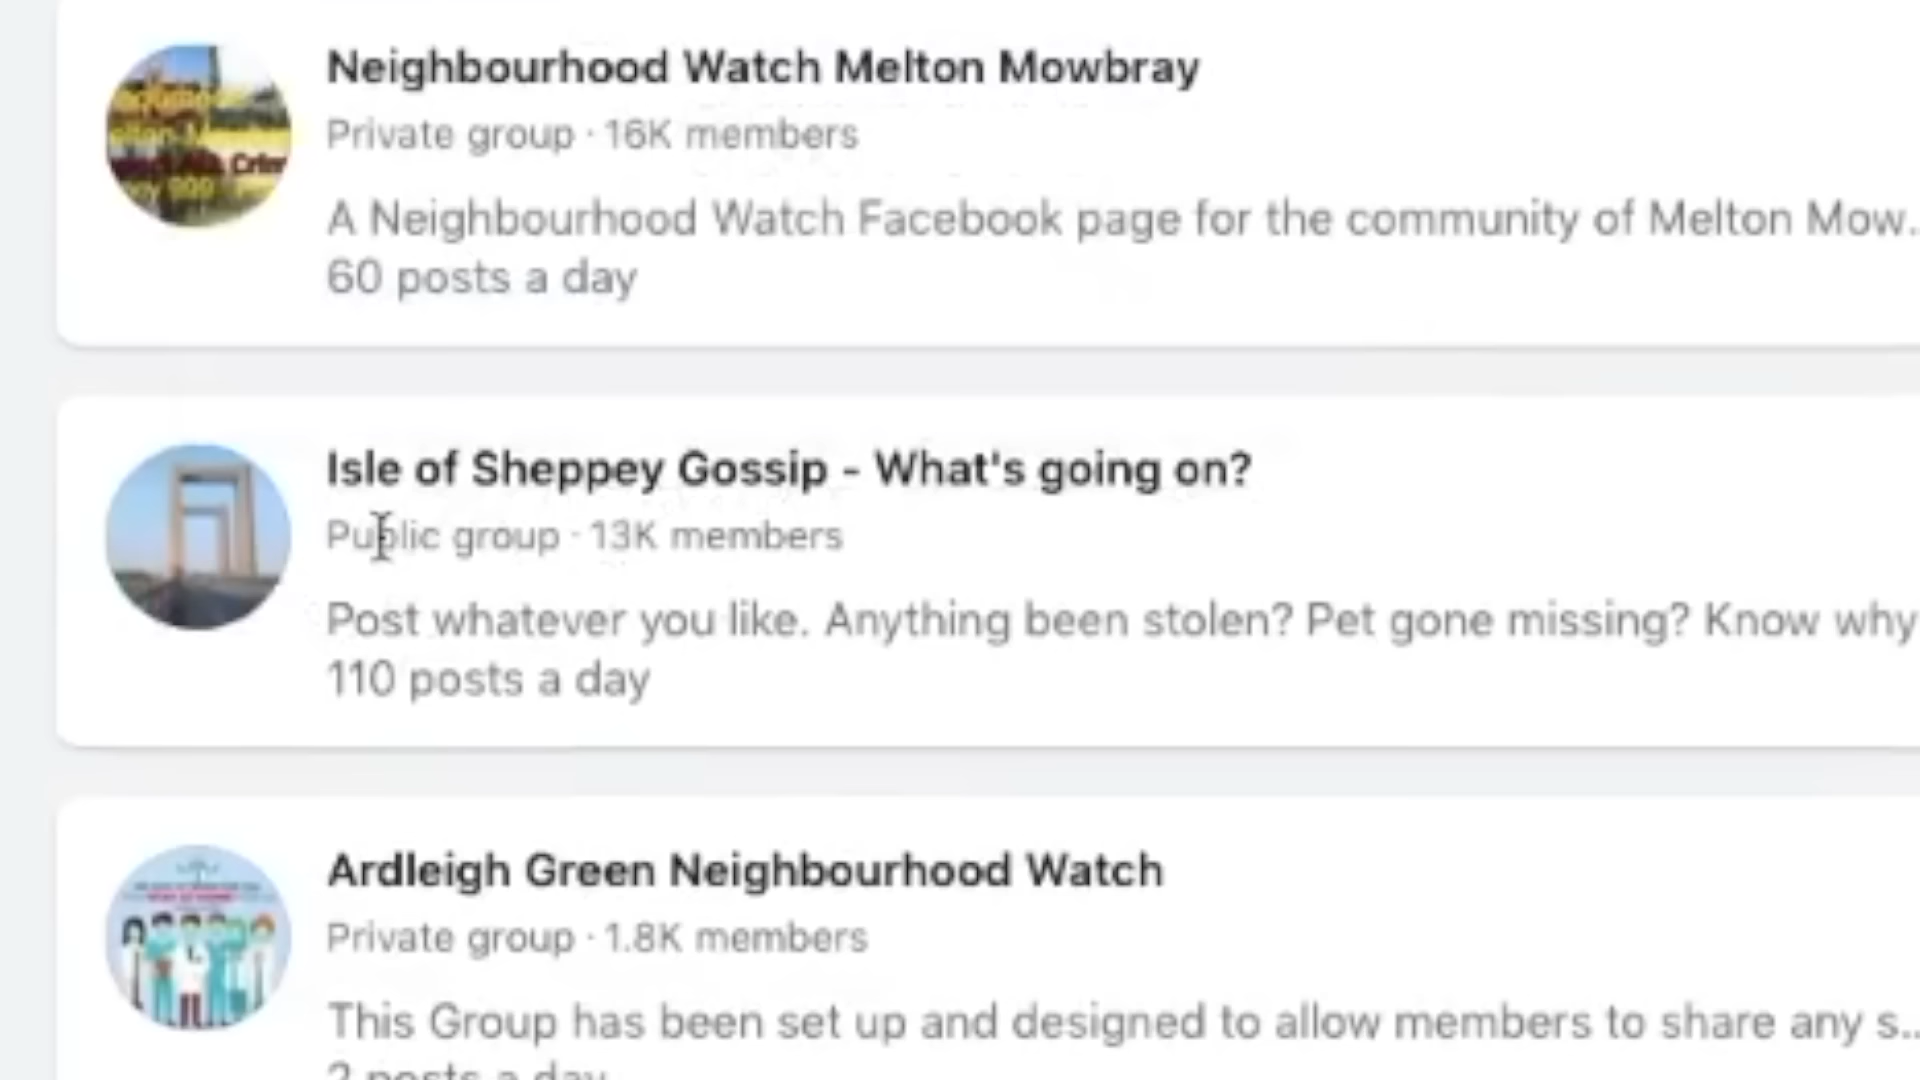 Neighbourhood Watch Melton Mowbray
Private group · 16K members
A Neighbourhood Watch Facebook page for the community of Melton Mow..
60 posts a day
Isle of Sheppey Gossip - What's going on?
Public group · 13K members
Post whatever you like. Anything been stolen? Pet gone missing? Know why
110 posts a day
Ardleigh Green Neighbourhood Watch
Private group · 1.8K members
This Group has been set up and designed to allow members to share any s..
2 posts a day